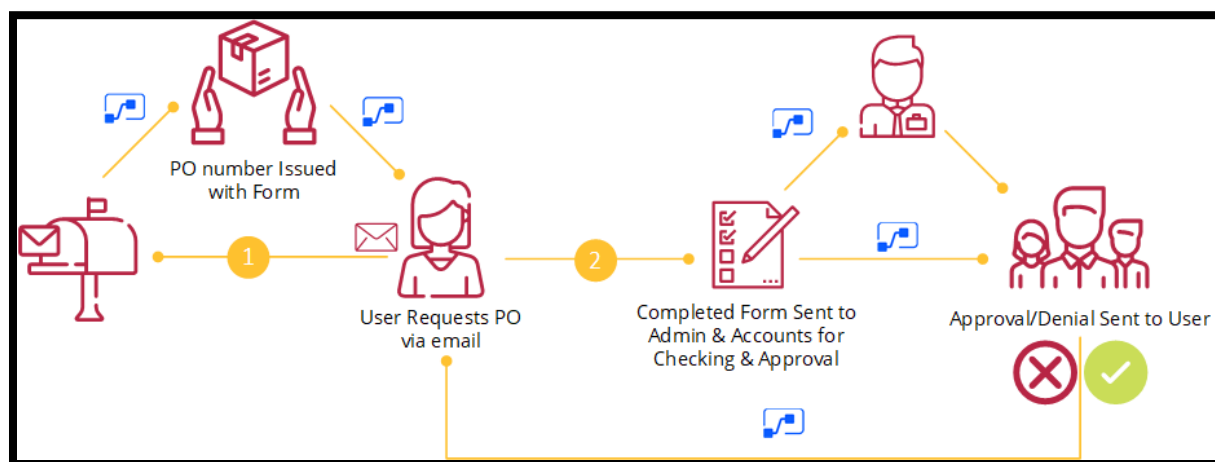 PO number Issued
with Form
1
User Requests PO
via email
2
Completed Form Sent to
Admin & Accounts for
Checking & Approval
Approval/Denial Sent to User